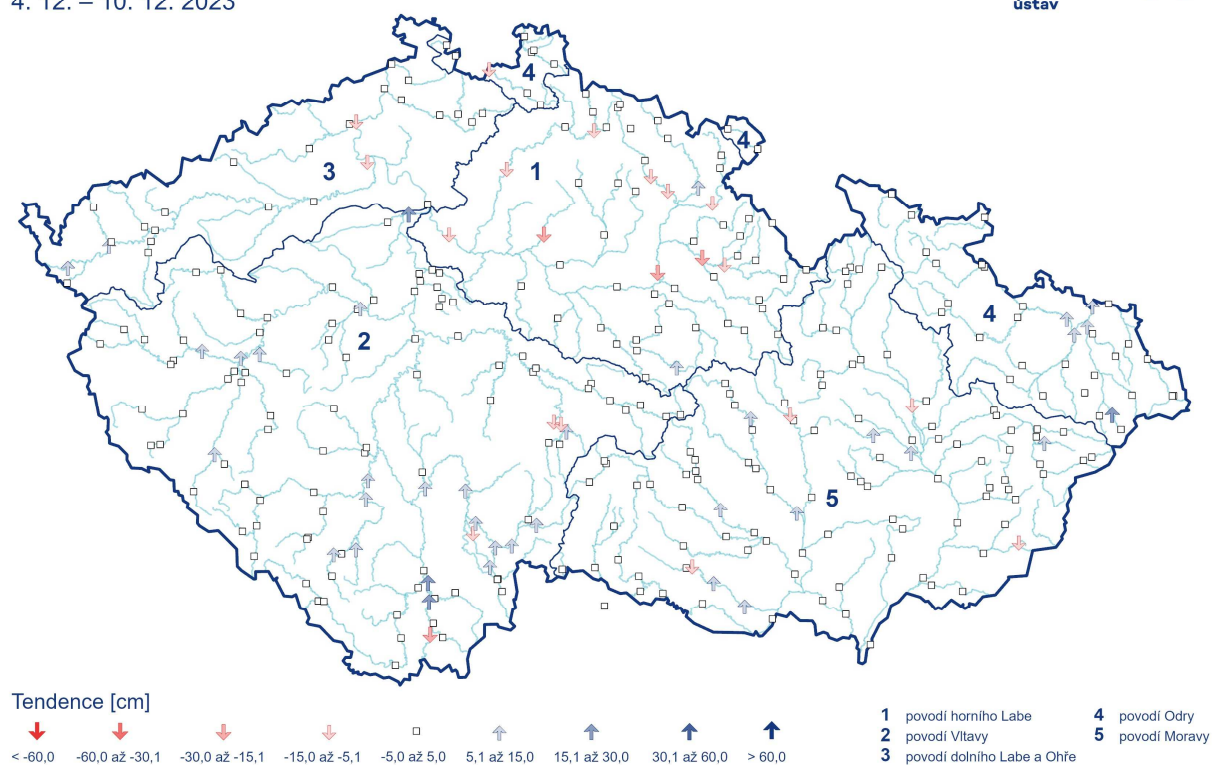 4. 12. – 10. 12. 2023
ústav
4
4
3
1
4
2
5
Tendence [cm]
< -60,0
-60,0 až -30,1
-30,0 až -15,1
-15,0 až -5,1
-5,0 až 5,0
5,1 až 15,0
15,1 až 30,0
30,1 až 60,0
> 60,0
1 povodí horního Labe
2 povodí Vltavy
3 povodí dolního Labe a Ohře
4 povodí Odry
5 povodí Moravy